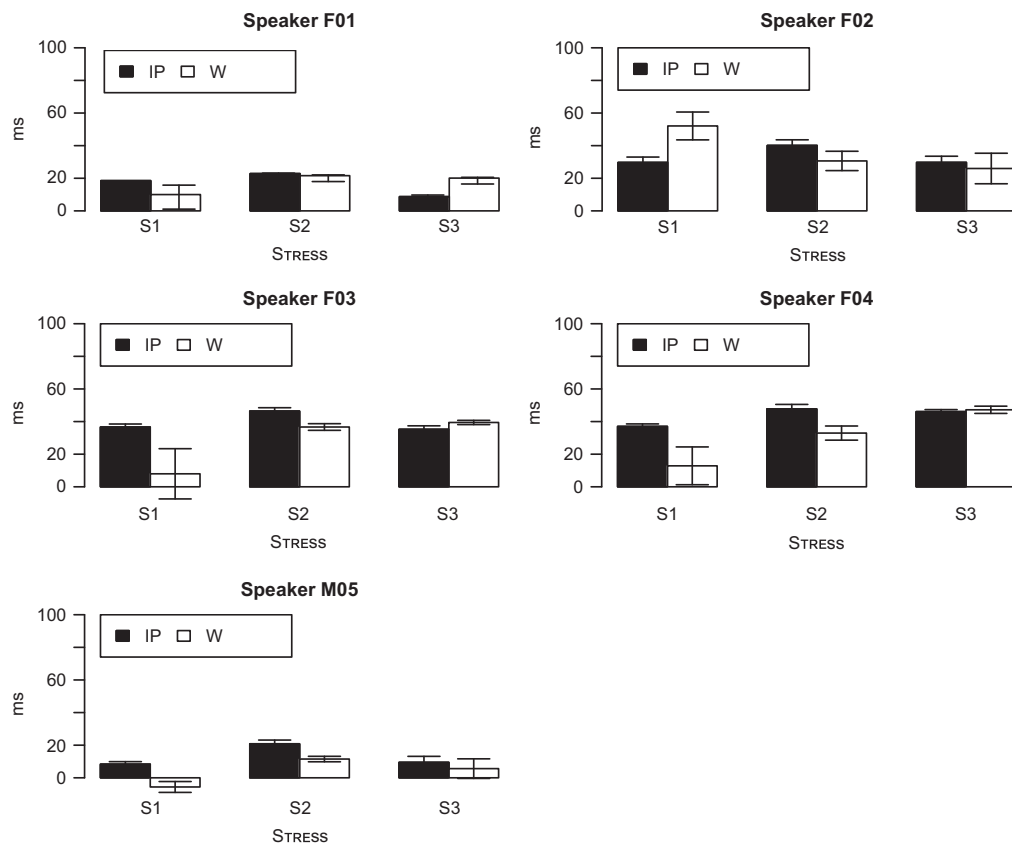 Speaker F01
100
60
20
0
ms
IP W
S1 S2 S3
STRESS
Speaker F02
100
60
20
0
ms
IP W
S1 S2 S3
STRESS
Speaker F03
100
60
20
0
ms
IP W
S1 S2 S3
STRESS
Speaker F04
100
60
20
0
ms
IP W
S1 S2 S3
STRESS
Speaker M05
100
60
20
0
ms
IP W
S1 S2 S3
STRESS